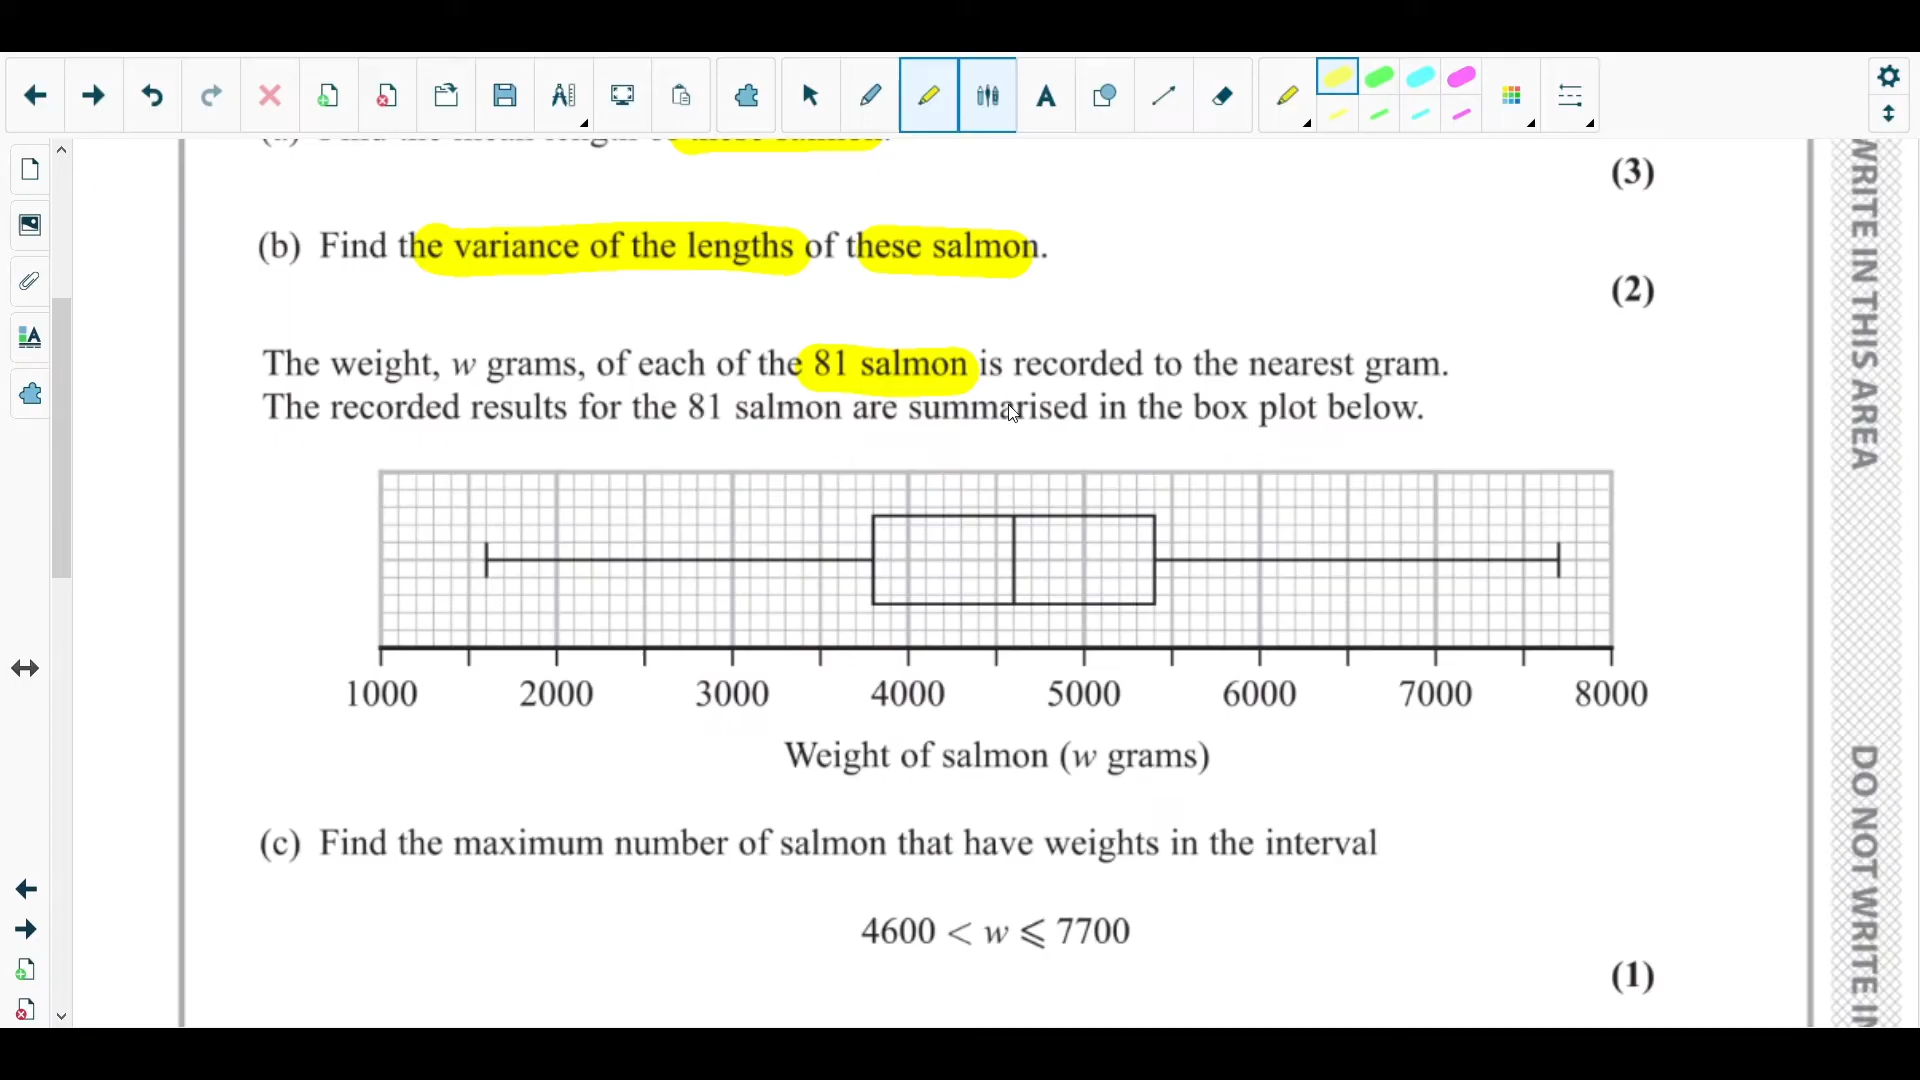 (3)
(b) Find the variance of the lengths of these salmon.
(2)
The weight, w grams, of each of the 81 salmon is recorded to the nearest gram.
The recorded results for the 81 salmon are summarised in the box plot below.
1000 2000 3000 4000 5000 6000 7000 8000
Weight of salmon (w grams)
(c) Find the maximum number of salmon that have weights in the interval
4600 < w ⩽ 7700
(1)
WRITE IN THIS AREA
DO NOT WRITE IN